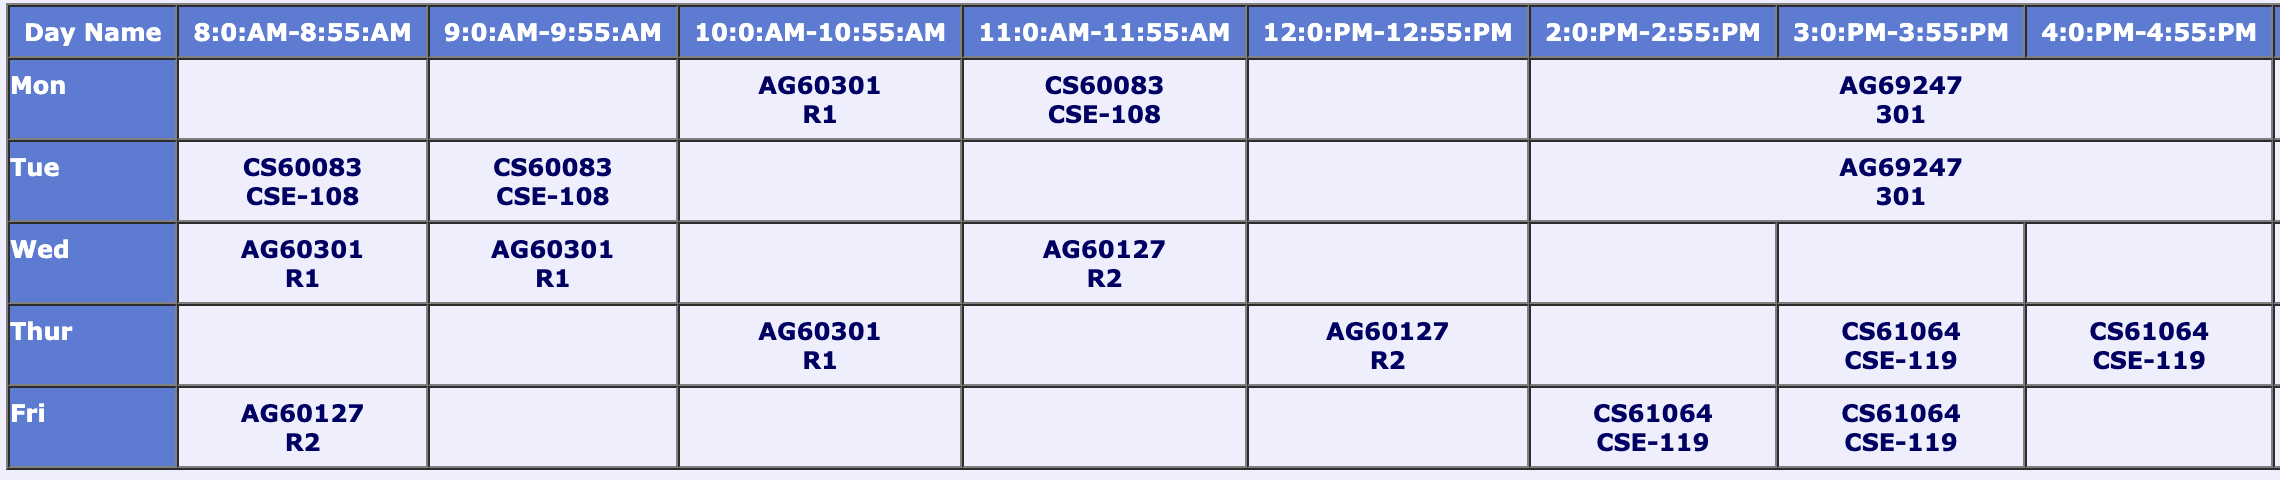 Day Name 8:0:AM-8:55:AM 9:0:AM-9:55:AM 10:0:AM-10:55:AM 11:0:AM-11:55:AM 12:0:PM-12:55:PM 2:0:PM-2:55:PM 3:0:PM-3:55:PM 4:0:PM-4:55:PM
Mon AG60301 CS60083 AG69247
R1 CSE-108 301
Tue CS60083 CS60083 AG69247
CSE-108 CSE-108 301
Wed AG60301 AG60301 AG60127
R1 R1 R2
Thur AG60301 AG60127 CS61064 CS61064
R1 R2 CSE-119 CSE-119
Fri AG60127 CS61064 CS61064
R2 CSE-119 CSE-119